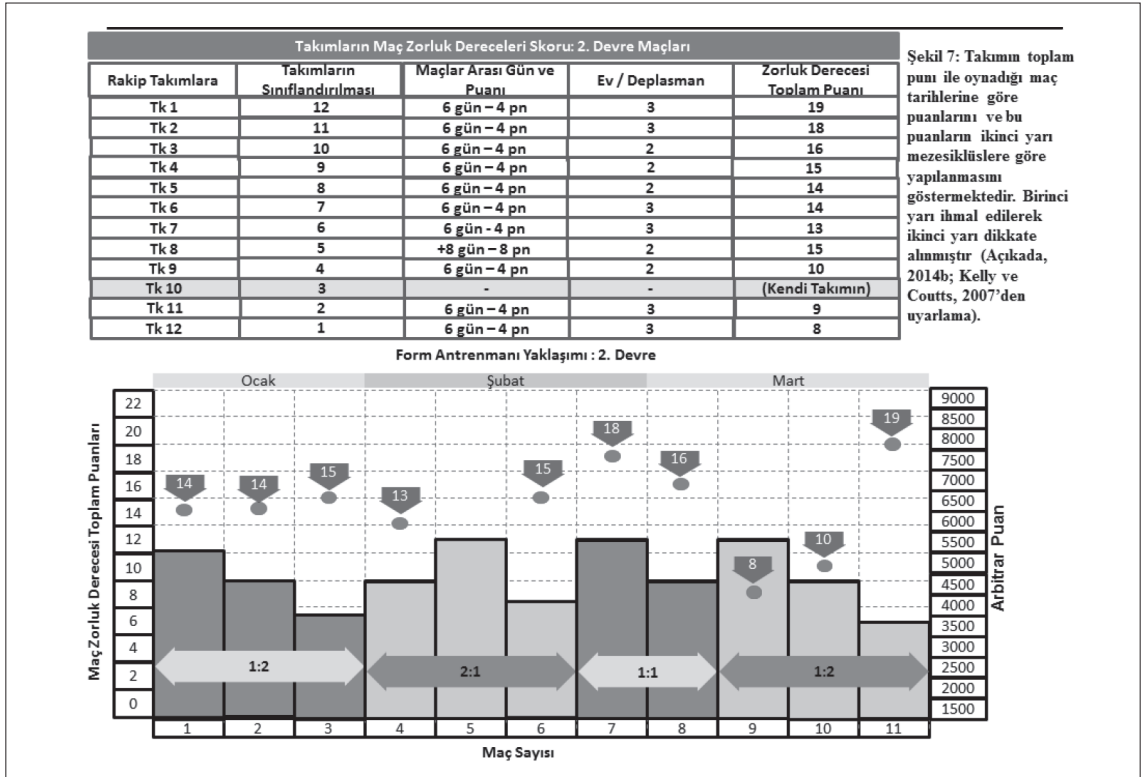 Takımların Maç Zorluk Dereceleri Skoru: 2. Devre Maçları
Rakip Takımlara Takımların Sınıflandırılması Maçlar Arası Gün ve Puanı Ev / Deplasman Zorluk Derecesi Toplam Puanı
Tk 1 12 6 gün – 4 pn 3 19
Tk 2 11 6 gün – 4 pn 3 18
Tk 3 10 6 gün – 4 pn 2 16
Tk 4 9 6 gün – 4 pn 2 15
Tk 5 8 6 gün – 4 pn 2 14
Tk 6 7 6 gün – 4 pn 3 14
Tk 7 6 6 gün - 4 pn 3 13
Tk 8 5 +8 gün – 8 pn 2 15
Tk 9 4 6 gün – 4 pn 2 10
Tk 10 3 - - (Kendi Takımın)
Tk 11 2 6 gün – 4 pn 3 9
Tk 12 1 6 gün – 4 pn 3 8
Şekil 7: Takımın toplam
punı ile oynadığı maç
tarihlerine göre
puanlarını ve bu
puanların ikinci yarı
mezesiklüslere göre
yapılanmasını
göstermektedir. Birinci
yarı ihmal edilerek
ikinci yarı dikkate
alınmıştır (Açıkada,
2014b; Kelly ve
Coutts, 2007’den
uyarlama).
Form Antrenmanı Yaklaşımı : 2. Devre
Ocak Şubat Mart
Maç Zorluk Derecesi Toplam Puanları
22
20
18
16
14
12
10
8
6
4
2
0
14 14 15 13 15 18 16 8 10 19
1:2 2:1 1:1 1:2
9000
8500
8000
7500
7000
6500
6000
5500
5000
4500
4000
3500
3000
2500
2000
1500
Arbitrar Puan
1 2 3 4 5 6 7 8 9 10 11
Maç Sayısı